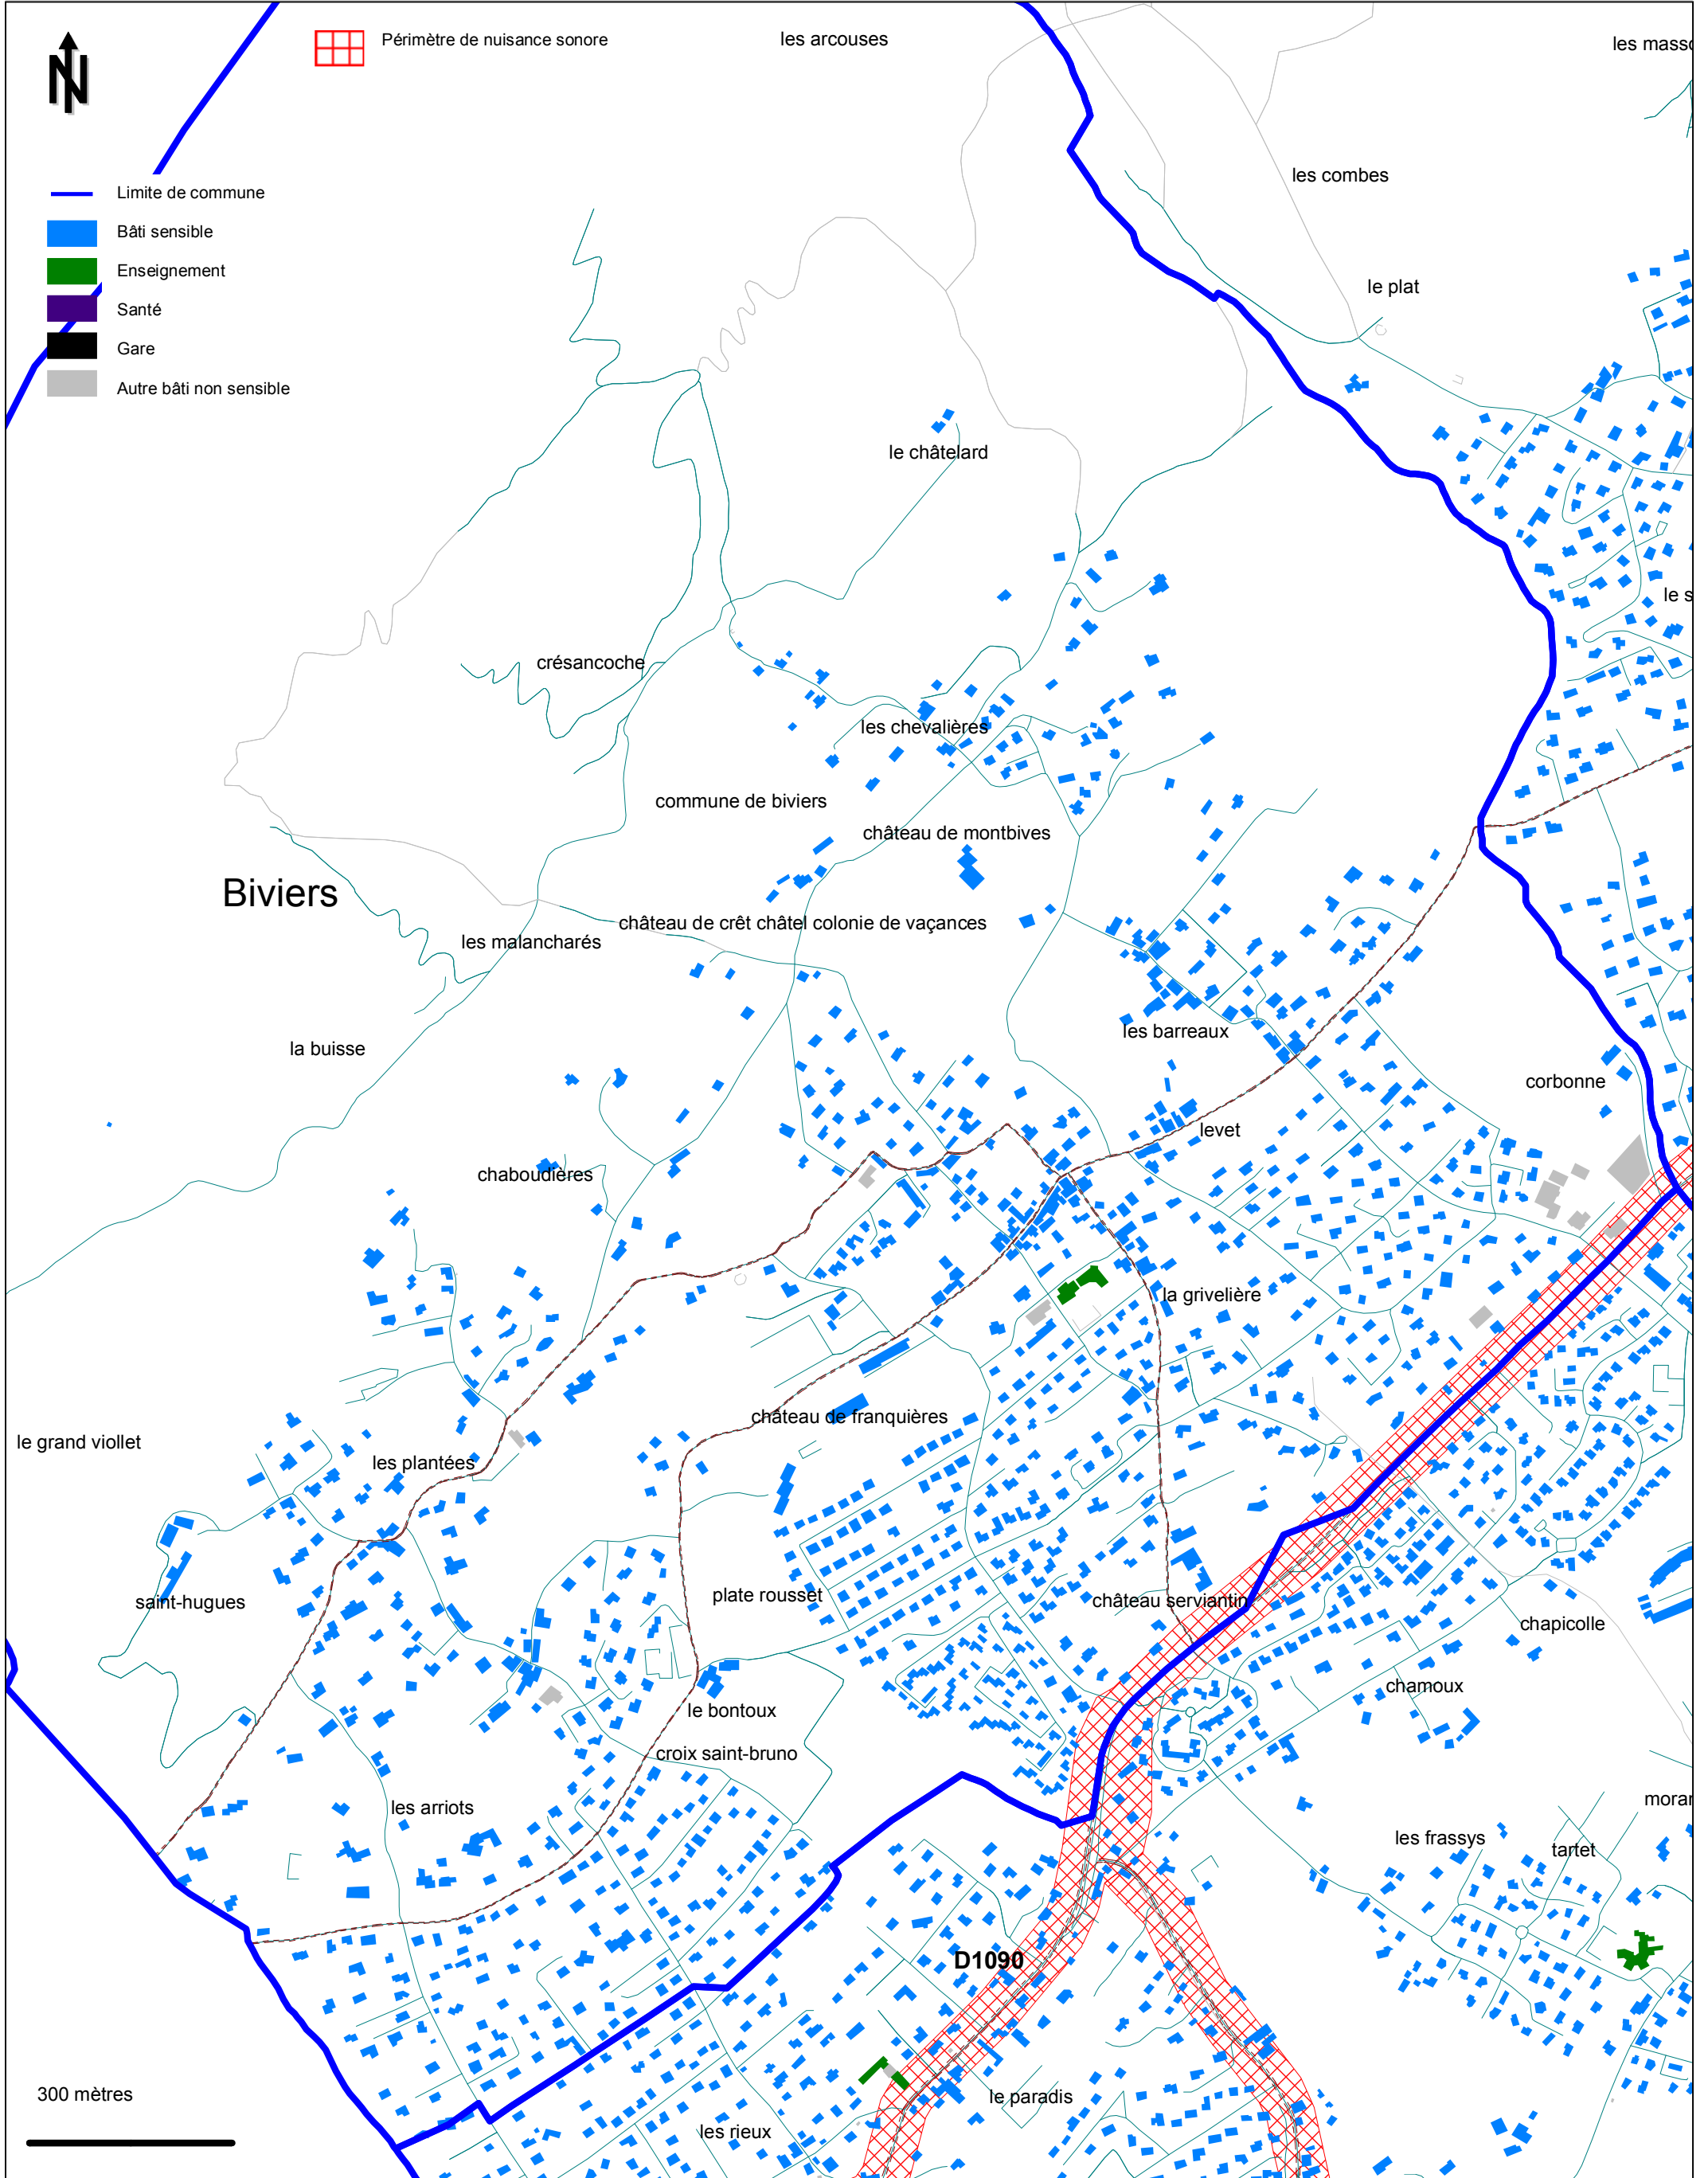 N
Périmètre de nuisance sonore
les arcouses
Limite de commune
Bâti sensible
Enseignement
Santé
Gare
Autre bâti non sensible
les combes
le plat
le châtelard
crésancoche
les chevalières
commune de biviers
château de montbives
Biviers
château de crêt châtel colonie de vaçances
les malancharés
la buisse
les barreaux
corbonne
levet
chaboudières
la grivelière
château de franquières
le grand viollet
les plantées
plate rousset
saint-hugues
château serviantin
chapicolle
chamoux
le bontoux
croix saint-bruno
les arriots
les frassys
tartet
D1090
300 mètres
le paradis
les rieux